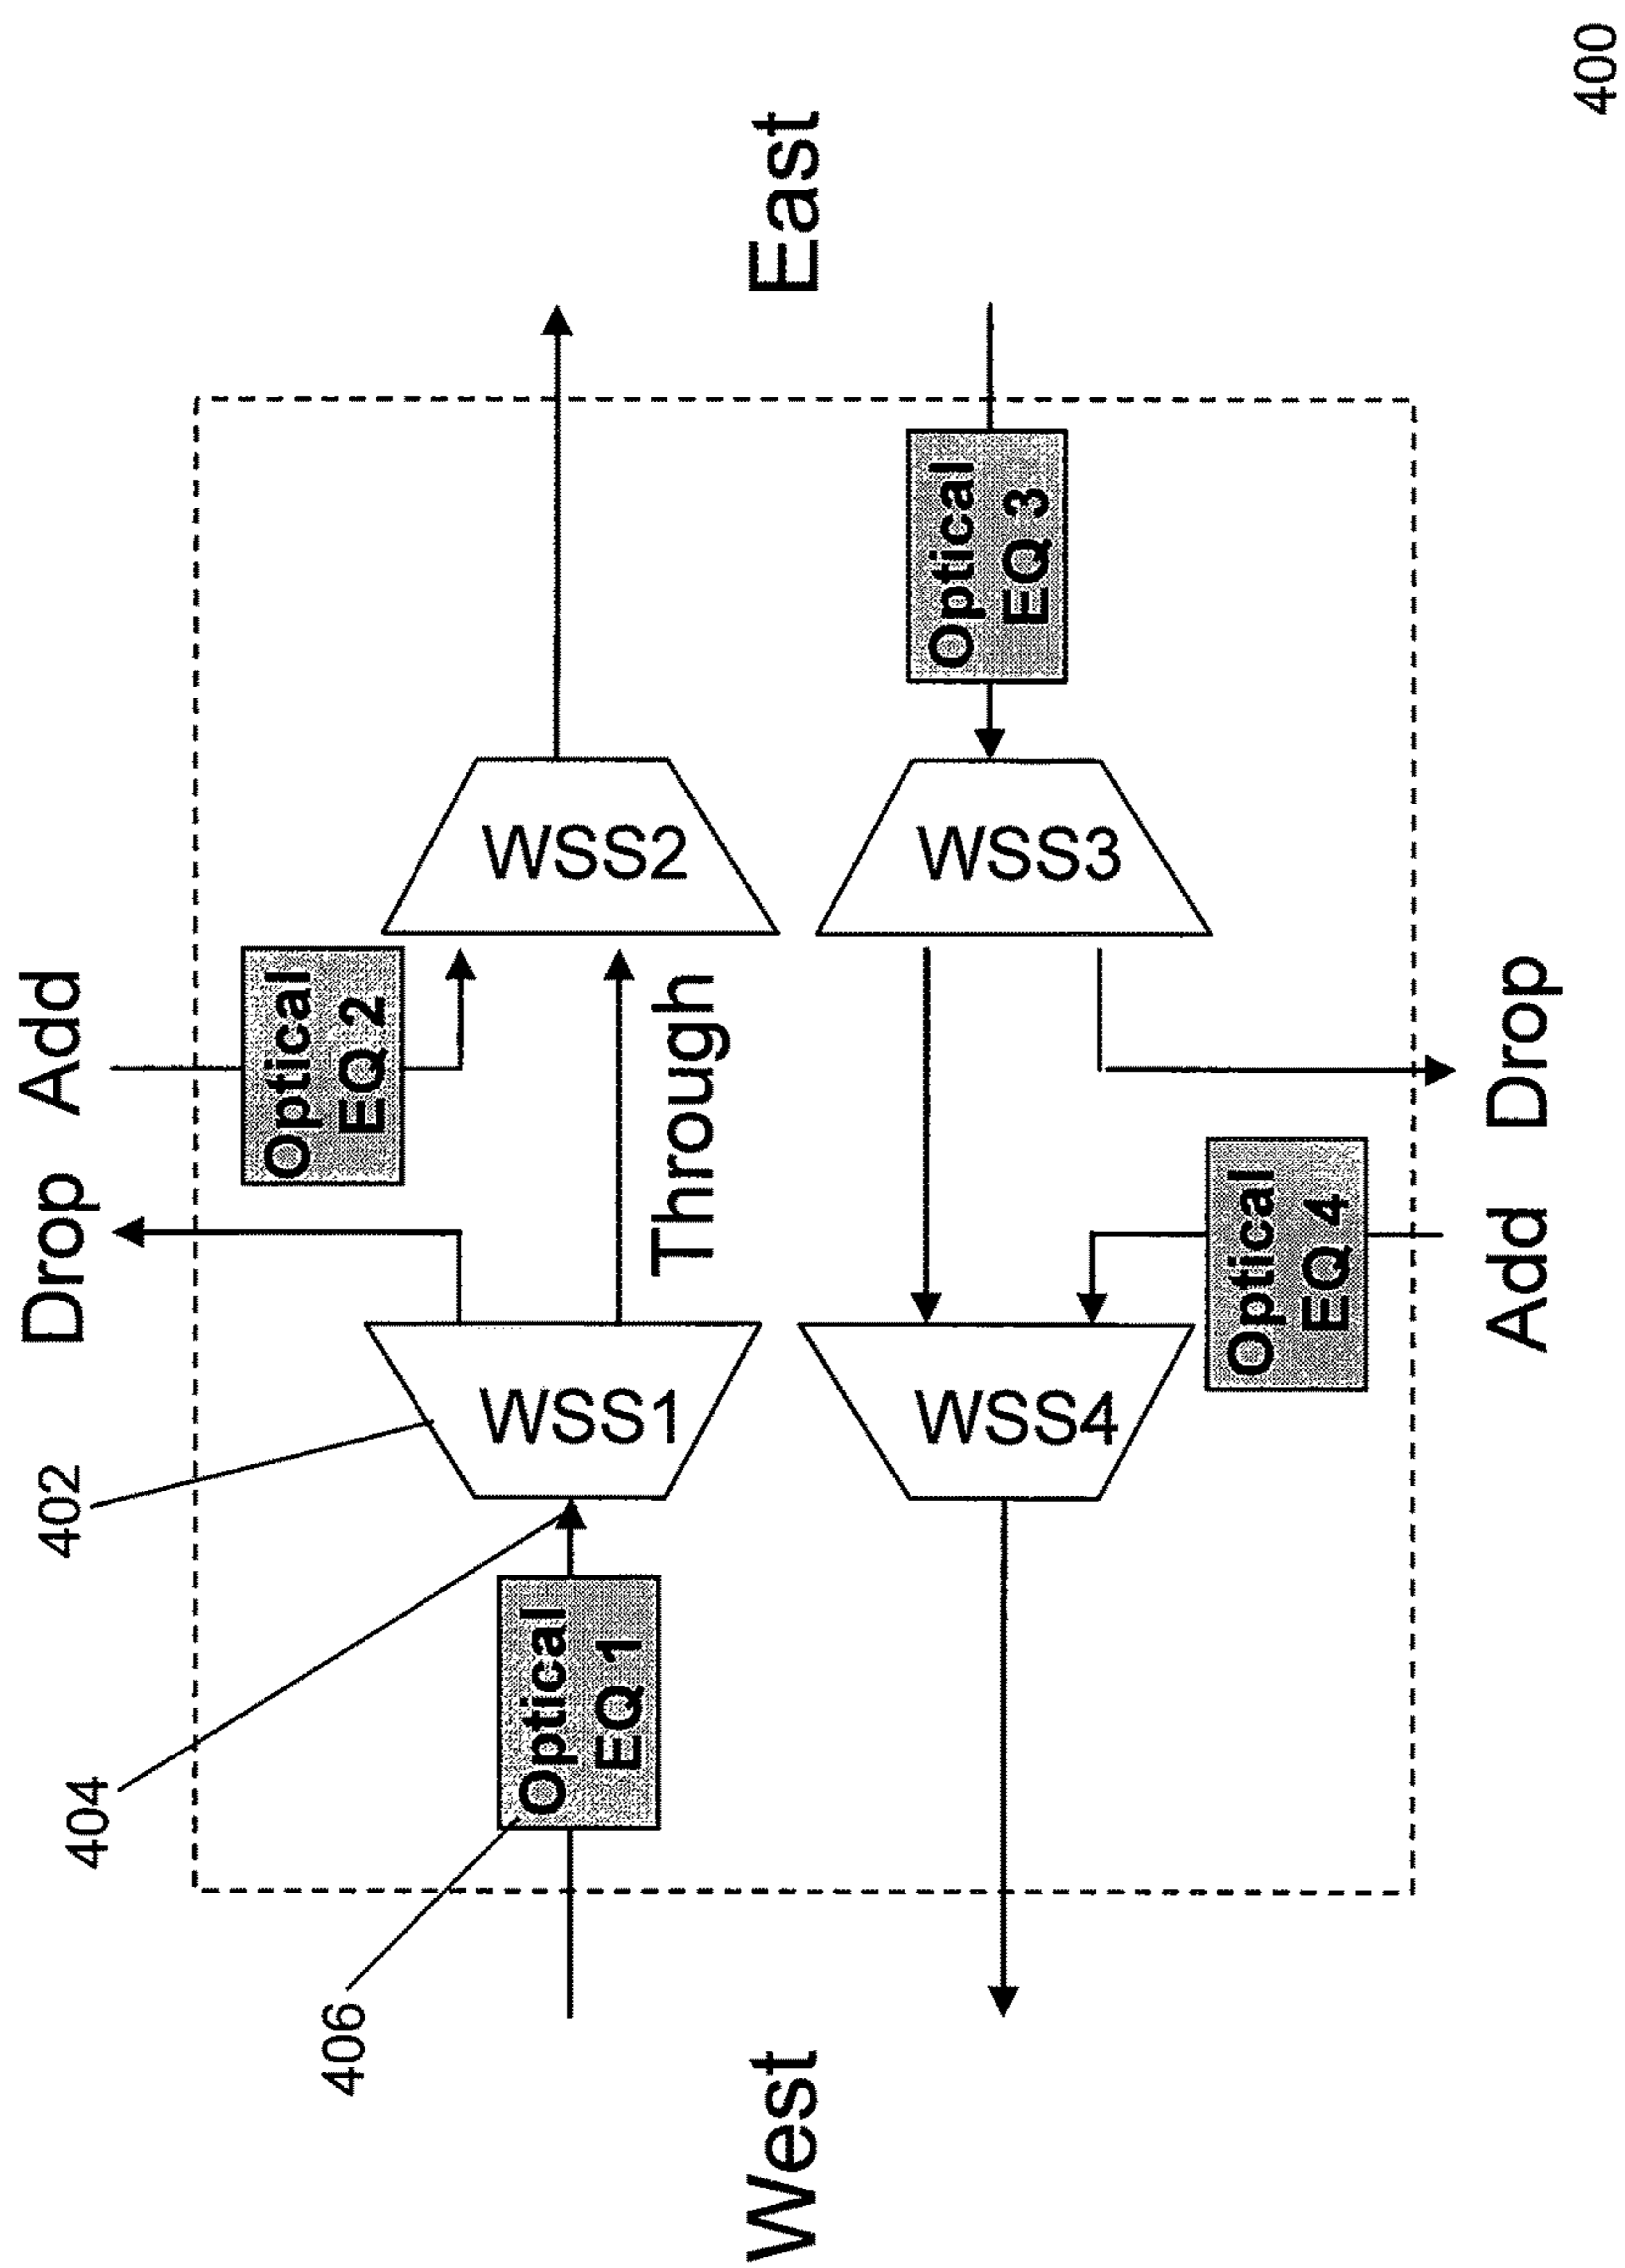 400
Drop Add
402
404
406
Optical
EQ 2
Optical
EQ 1
WSS1
WSS2
Through
West
East
WSS4
WSS3
Optical
EQ 3
Optical
EQ 4
Add Drop